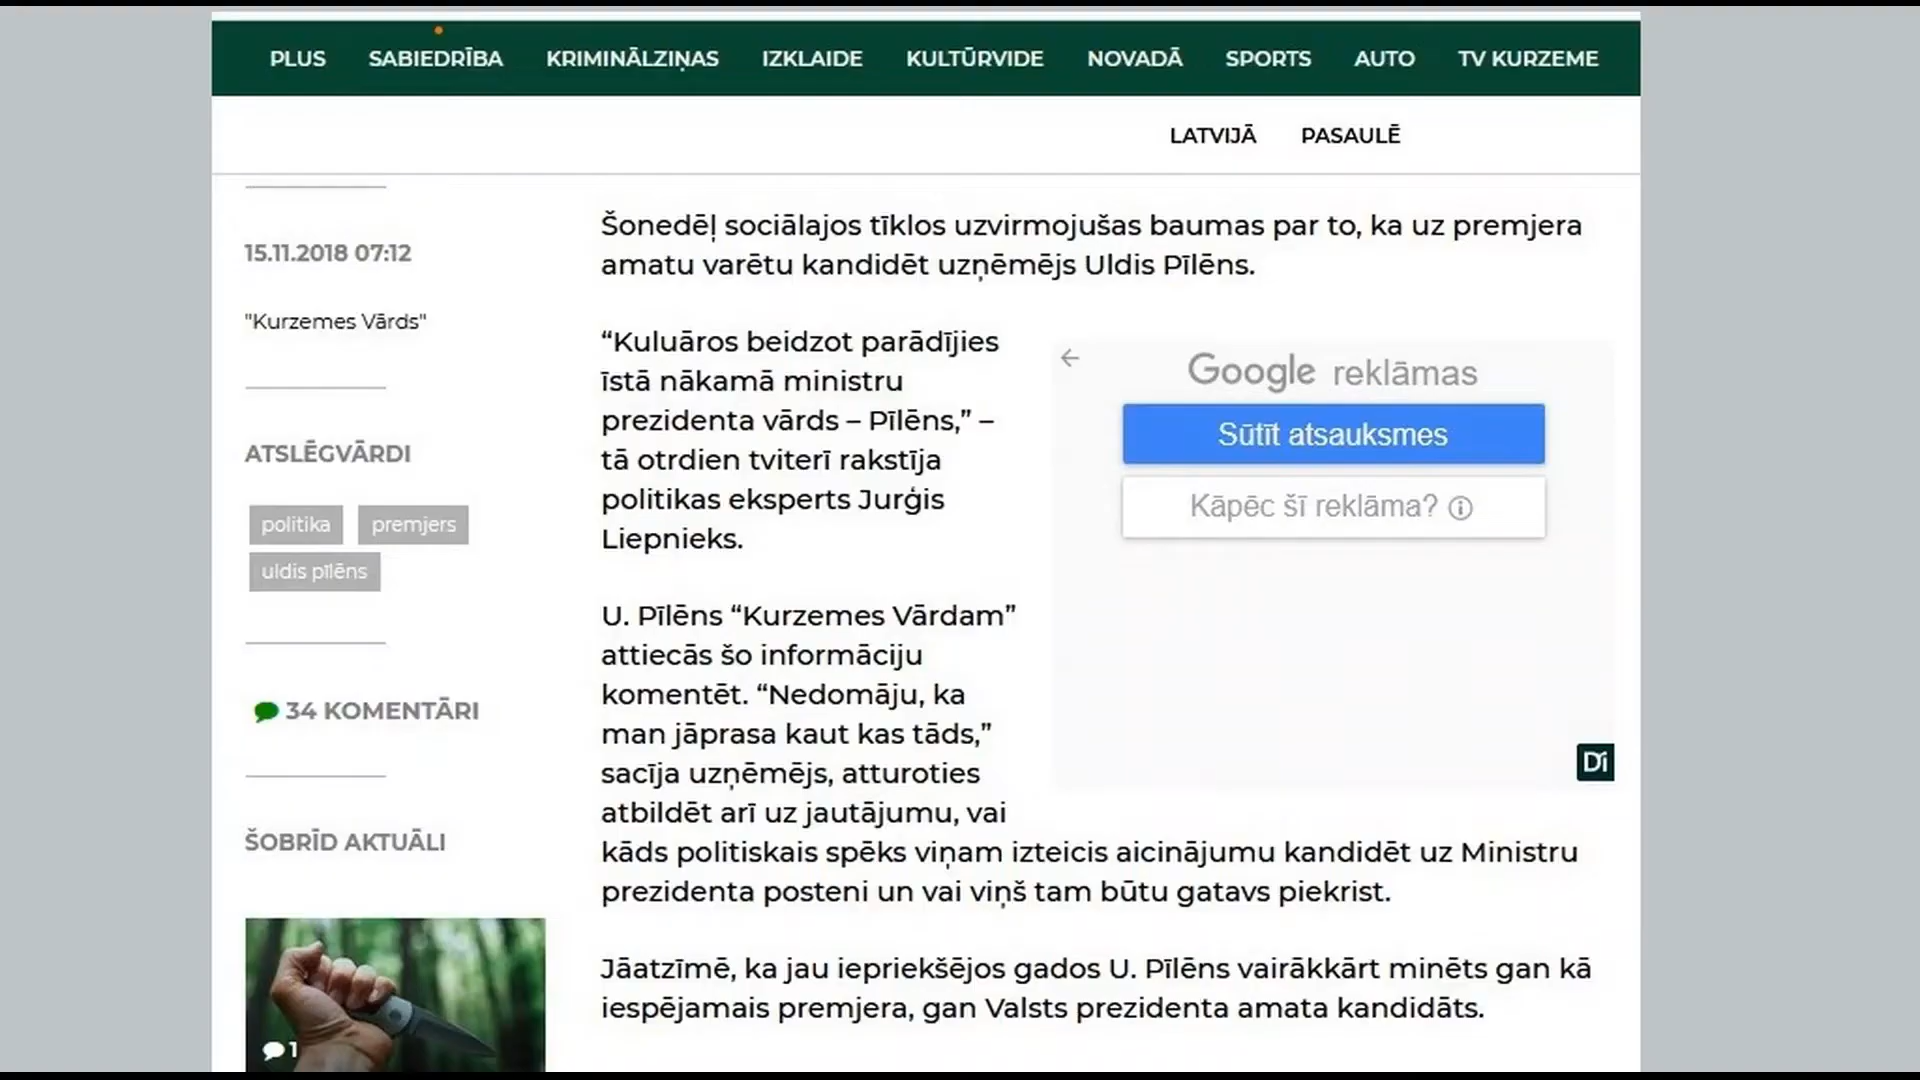 PLUS SABIEDRĪBA KRIMINĀLZIŅAS IZKLAIDE KULTŪRVIDE NOVADĀ SPORTS AUTO TV KURZEME
LATVIJĀ PASAULĒ
15.11.2018 07:12
"Kurzemes Vārds"
ATSLĒGVĀRDI
politika premjers
uldis pīlēns
34 KOMENTĀRI
ŠOBRĪD AKTUĀLI
1
Šonedēļ sociālajos tīklos uzvirmojušas baumas par to, ka uz premjera
amatu varētu kandidēt uzņēmējs Uldis Pīlēns.
“Kuluāros beidzot parādījies
īstā nākamā ministru
prezidenta vārds – Pīlēns,” –
tā otrdien tviterī rakstīja
politikas eksperts Jurģis
Liepnieks.
U. Pīlēns “Kurzemes Vārdam”
attiecās šo informāciju
komentēt. “Nedomāju, ka
man jāprasa kaut kas tāds,”
sacīja uzņēmējs, atturoties
atbildēt arī uz jautājumu, vai
kāds politiskais spēks viņam izteicis aicinājumu kandidēt uz Ministru
prezidenta posteni un vai viņš tam būtu gatavs piekrist.
Jāatzīmē, ka jau iepriekšējos gados U. Pīlēns vairākkārt minēts gan kā
iespējamais premjera, gan Valsts prezidenta amata kandidāts.
Google reklāmas
Sūtīt atsauksmes
Kāpēc šī reklāma?
Di